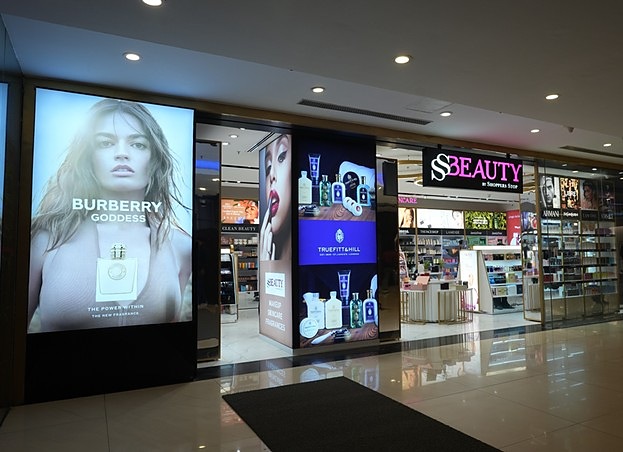 BURBERRY
GODDESS
THE POWER WITHIN
THE NEW FRAGRANCE
CLEAN BEAUTY
SSBEAUTY
MAKEUP
SKINCARE
FRAGRANCES
TRUEFITT&HILL
SSBEAUTY
BY SHOPPERS STOP
NCARE
ARMANI